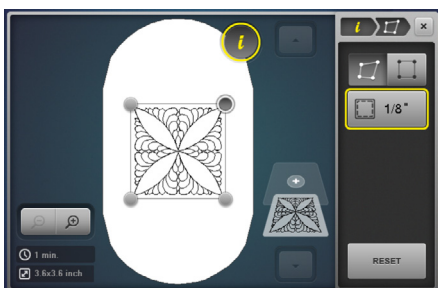 i
i
×
1/8"
1 min.
3.6x3.6 inch
RESET